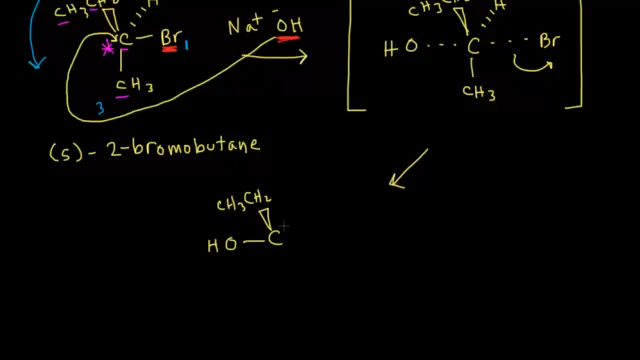 CH3CH2 H
C Br 1
Na+ -OH
CH3
3
HO C Br
CH3
(S) - 2-bromobutane
CH3CH2
HO C